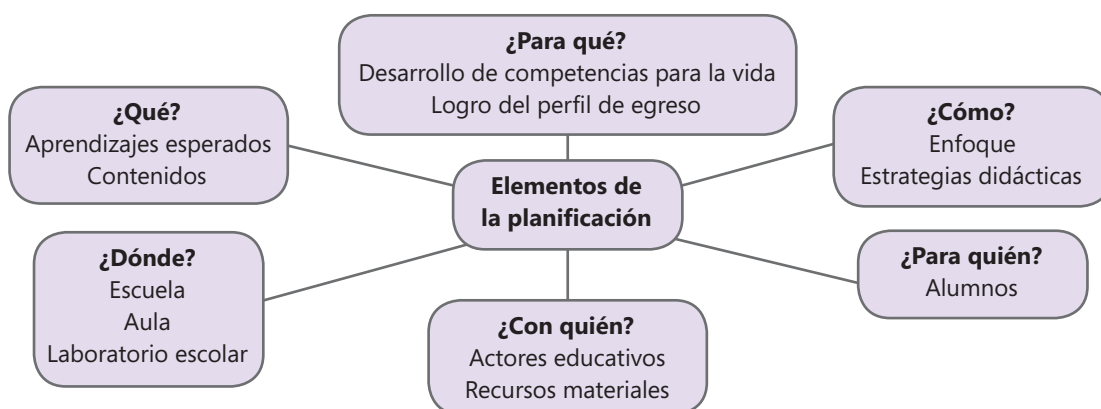 ¿Para qué?
Desarrollo de competencias para la vida
Logro del perfil de egreso
¿Qué?
Aprendizajes esperados
Contenidos
¿Cómo?
Enfoque
Estrategias didácticas
Elementos de
la planificación
¿Dónde?
Escuela
Aula
Laboratorio escolar
¿Con quién?
Actores educativos
Recursos materiales
¿Para quién?
Alumnos